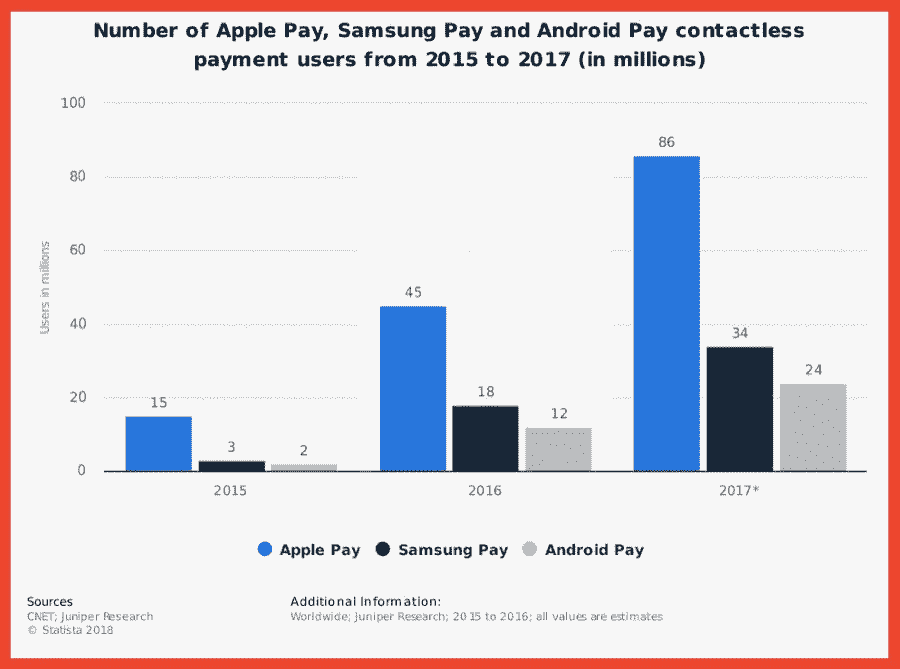 Number of Apple Pay, Samsung Pay and Android Pay contactless
payment users from 2015 to 2017 (in millions)
100
80
60
40
20
0
Users in millions
15
3
2
45
18
12
86
34
24
2015
2016
2017*
Apple Pay
Samsung Pay
Android Pay
Sources
CNET; Juniper Research
© Statista 2018
Additional Information:
Worldwide; Juniper Research; 2015 to 2016; all values are estimates